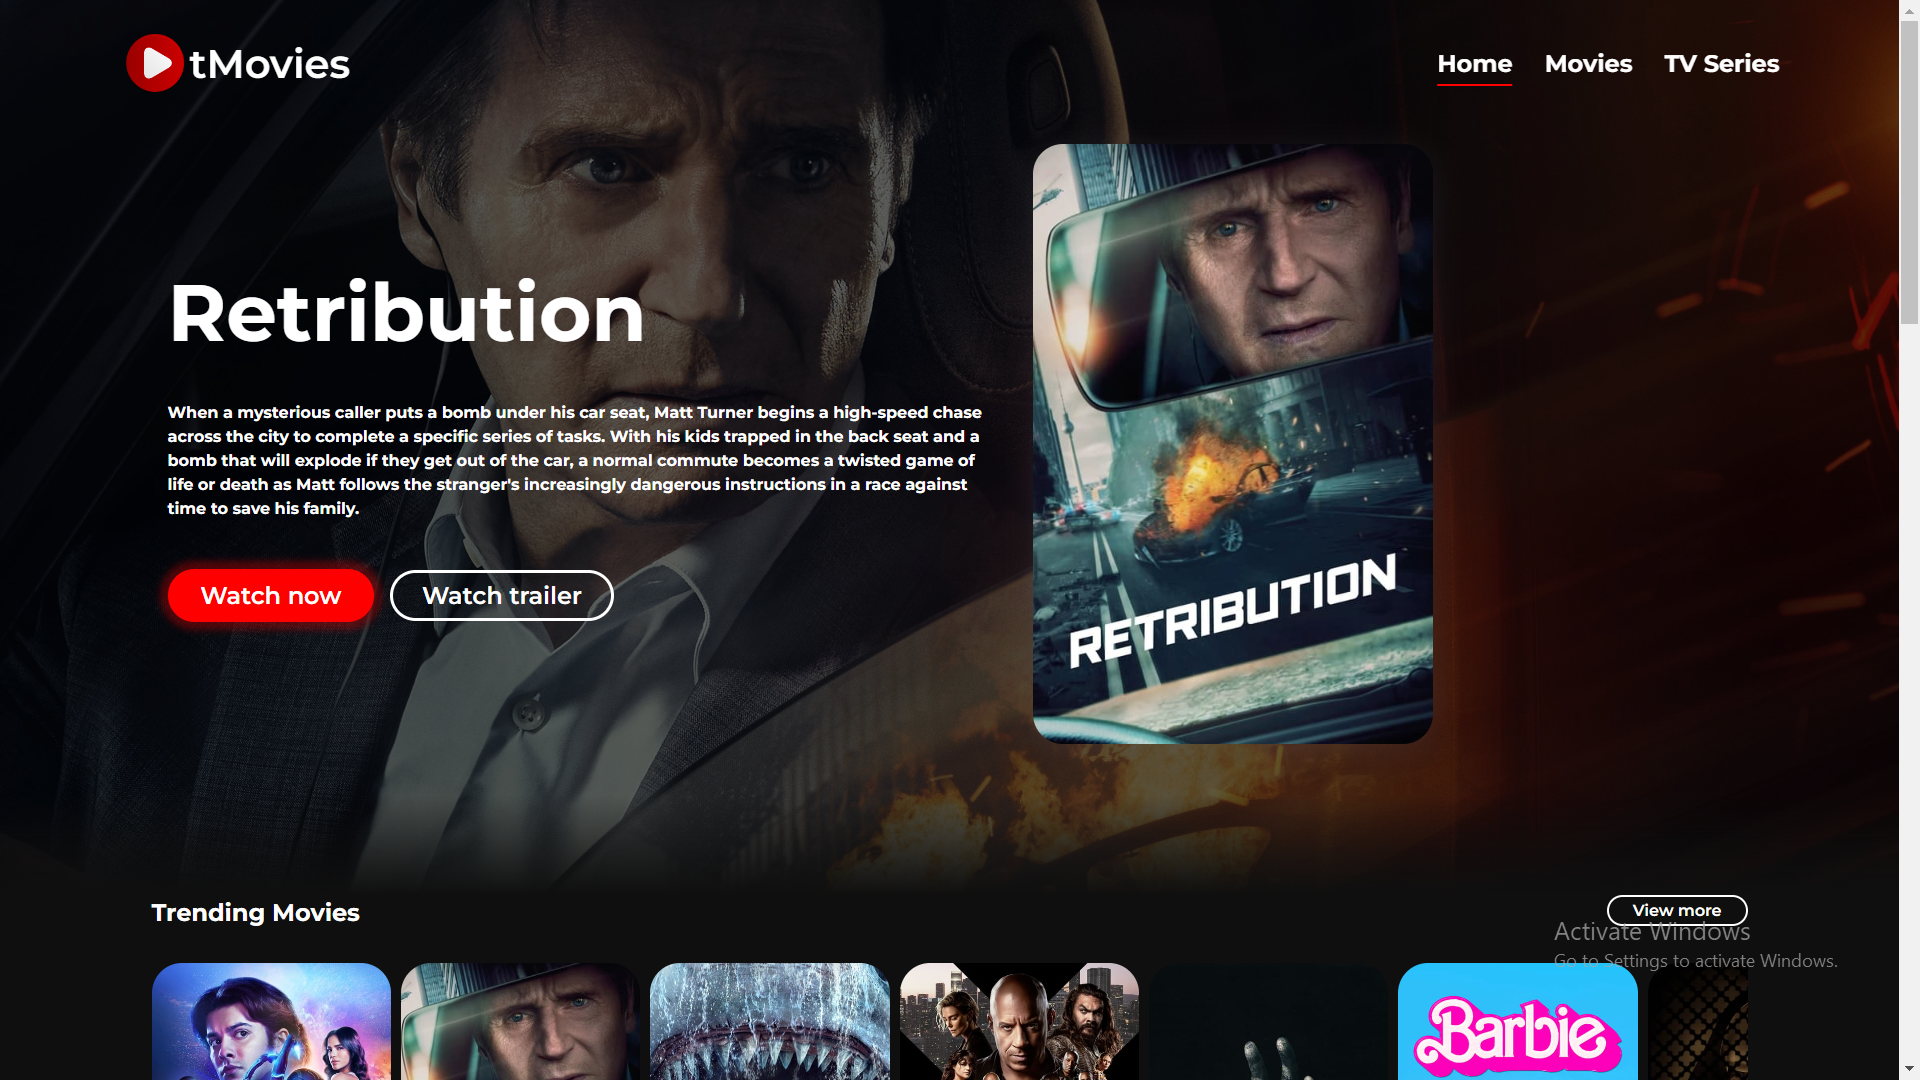 tMovies
Home
Movies
TV Series
Retribution
When a mysterious caller puts a bomb under his car seat, Matt Turner begins a high-speed chase
across the city to complete a specific series of tasks. With his kids trapped in the back seat and a
bomb that will explode if they get out of the car, a normal commute becomes a twisted game of
life or death as Matt follows the stranger's increasingly dangerous instructions in a race against
time to save his family.
Watch now
Watch trailer
RETRIBUTION
Trending Movies
View more
Activate Windows
Go to Settings to activate Windows.
Barbie